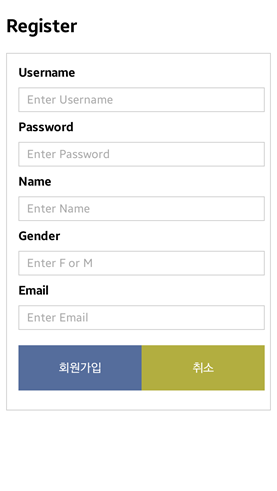 Register
Username
Enter Username
Password
Enter Password
Name
Enter Name
Gender
Enter F or M
Email
Enter Email
회원가입 취소